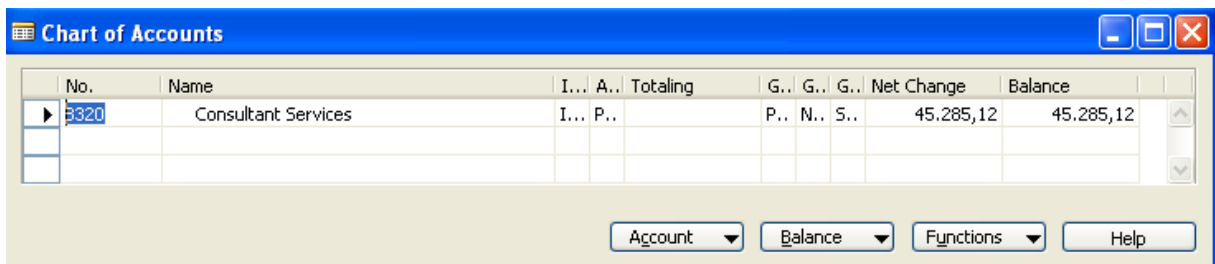 Chart of Accounts
No. Name I... A.. Totaling G.. G.. G.. Net Change Balance
8320 Consultant Services I... P.. P.. N.. S.. 45.285,12 45.285,12
Account Balance Functions Help